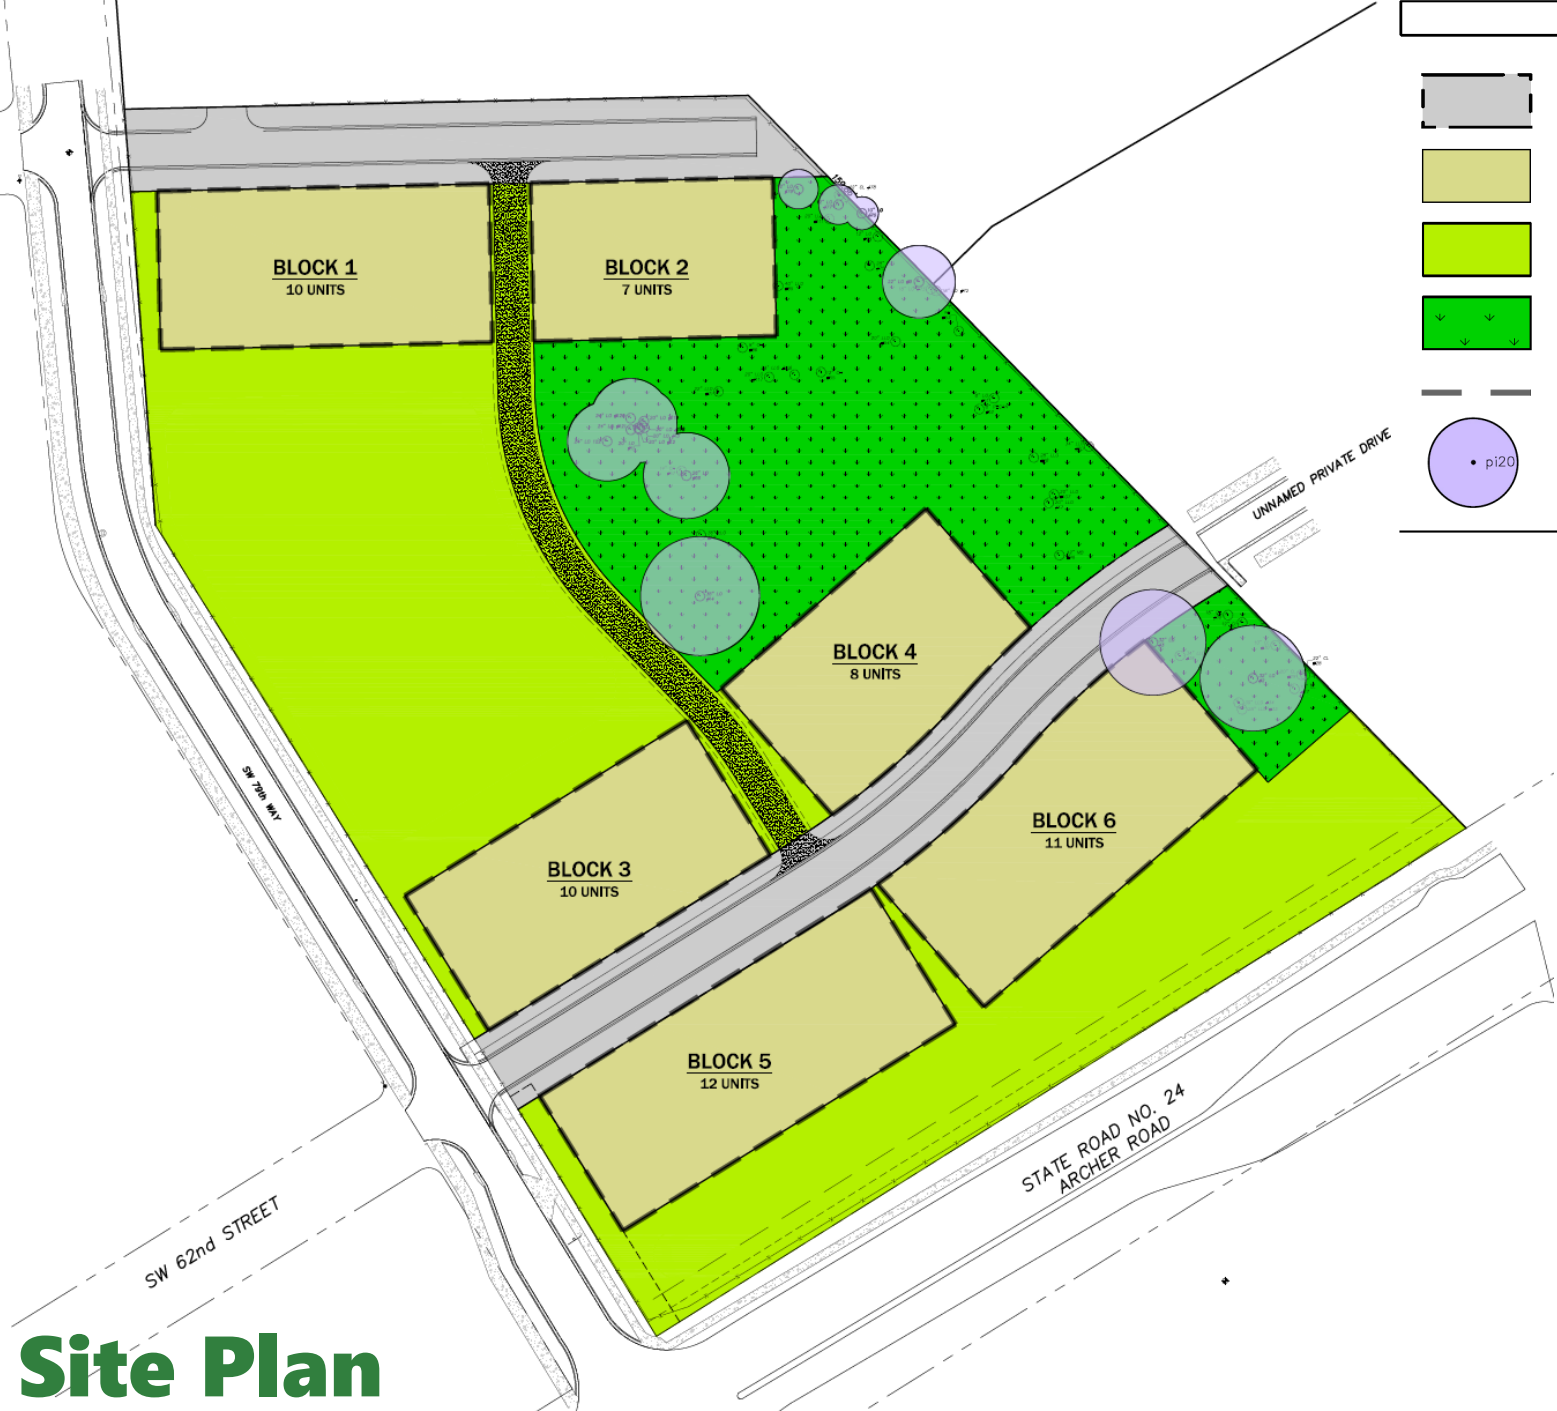 BLOCK 1
10 UNITS
BLOCK 2
7 UNITS
pi20
UNNAMED PRIVATE DRIVE
BLOCK 4
8 UNITS
SW 79th WAY
BLOCK 6
11 UNITS
BLOCK 3
10 UNITS
BLOCK 5
12 UNITS
STATE ROAD NO. 24
ARCHER ROAD
SW 62nd STREET
Site Plan